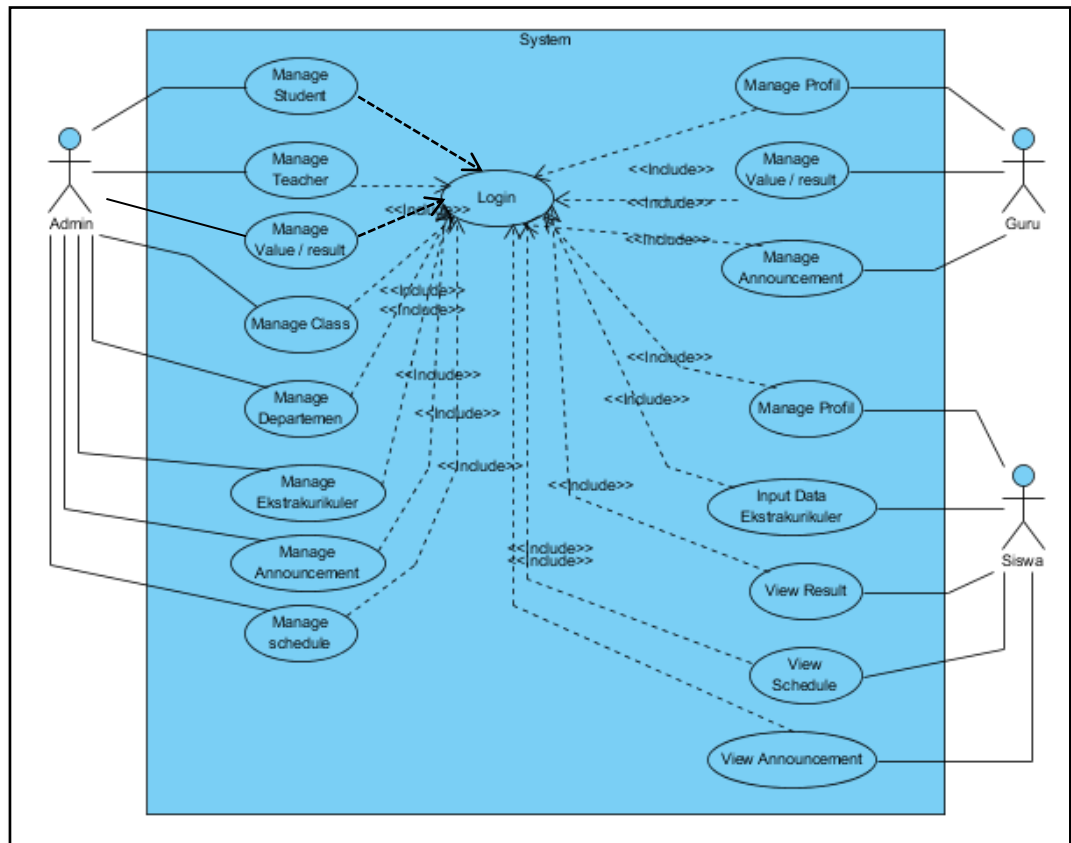 System
Manage
Student
Manage Profil
Manage
Teacher
<<Include>>
Manage
Value / result
Login
Admin
<<Include>>
Manage
Value / result
<<Include>>
Guru
<<Include>>
Manage
Announcement
<<Include>>
<<Include>>
Manage Class
<<Include>>
<<Include>>
Manage
Departemen
<<Include>>
Manage Profil
<<Include>>
<<Include>>
Manage
Ekstrakurikuler
<<Include>>
Input Data
Ekstrakurikuler
Manage
Announcement
<<Include>>
<<Include>>
Siswa
View Result
Manage
schedule
View
Schedule
View Announcement